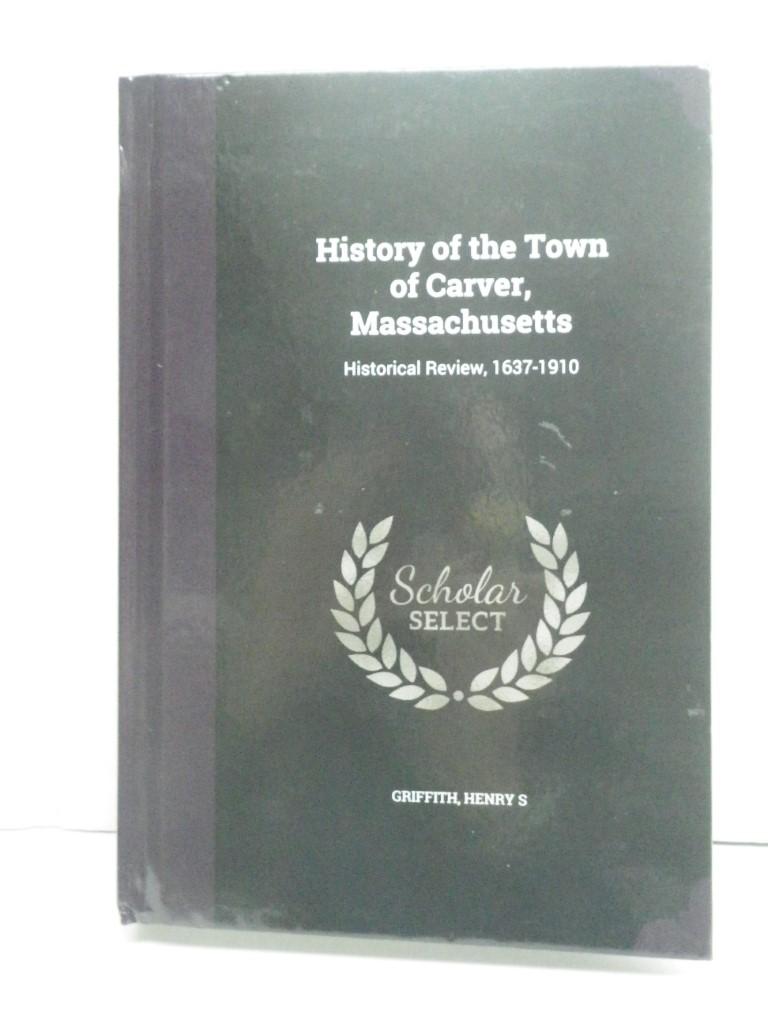 History of the Town
of Carver,
Massachusetts
Historical Review, 1637-1910
Scholar
SELECT
GRIFFITH, HENRY S